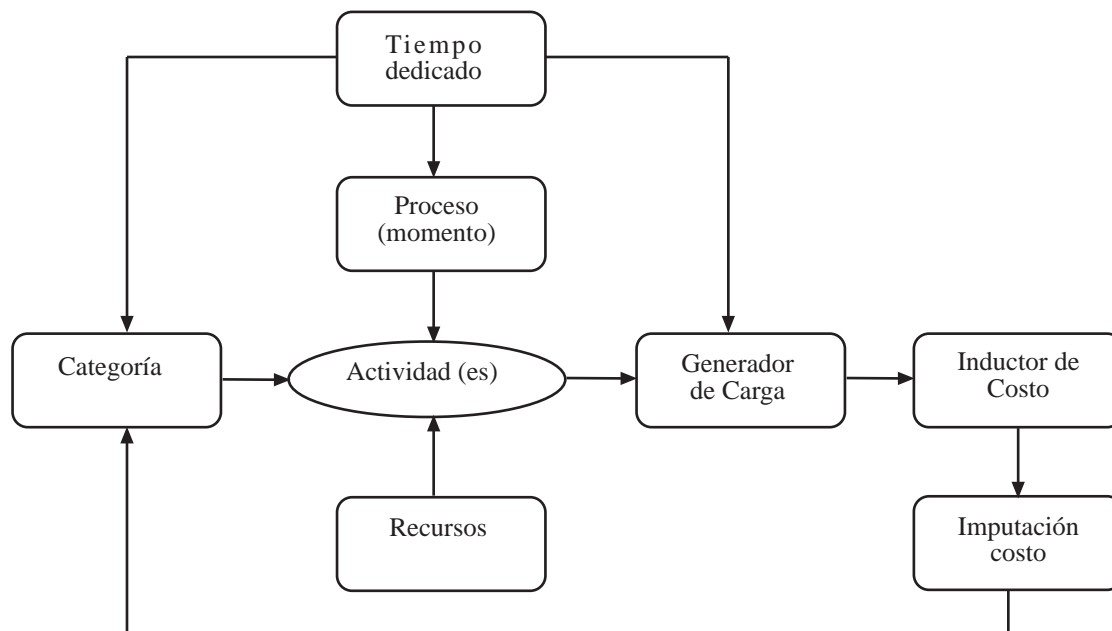 Tiempo
dedicado
Proceso
(momento)
Categoría
Actividad (es)
Generador
de Carga
Inductor de
Costo
Recursos
Imputación
costo